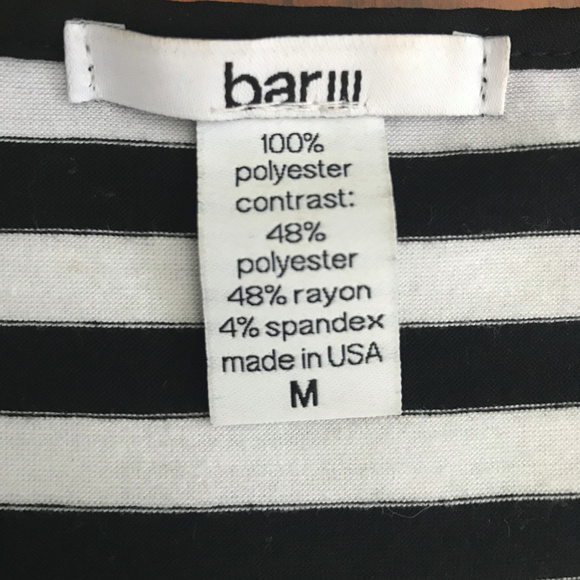 bar III
100%
polyester
contrast:
48%
polyester
48% rayon
4% spandex
made in USA
M